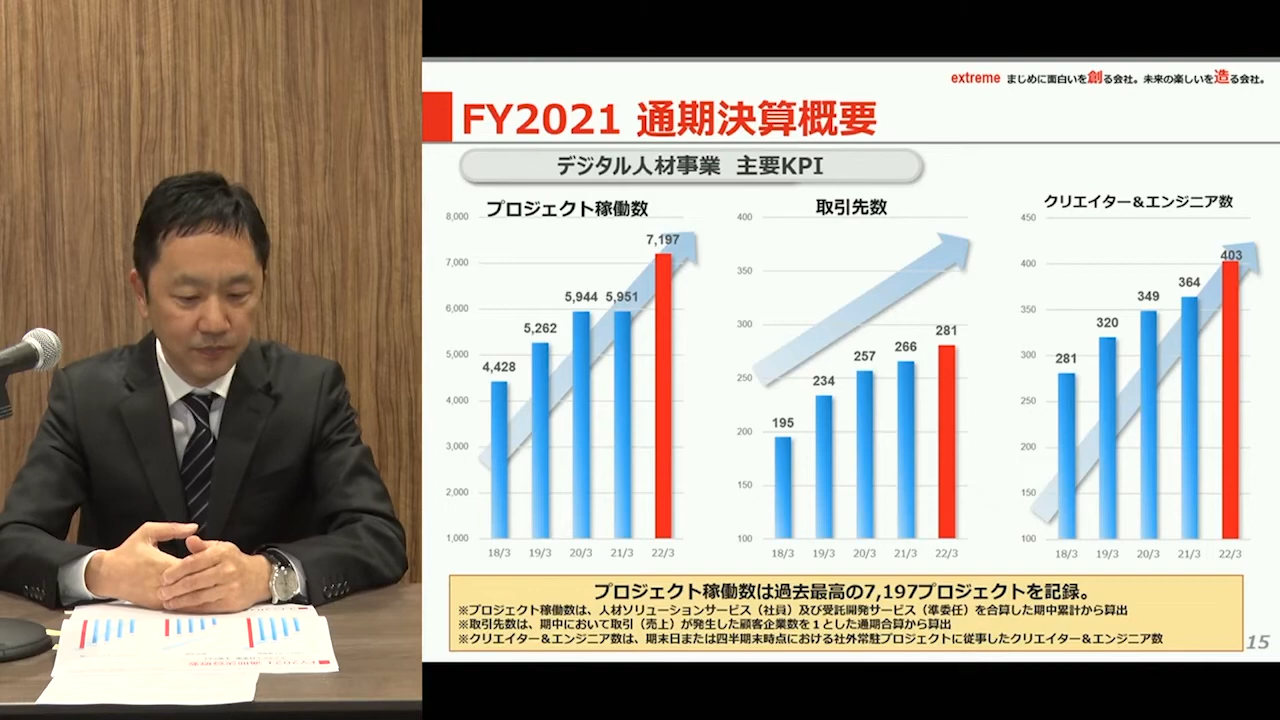 extreme まじめに面白いを創る会社。未来の楽しいを造る会社。
FY2021 通期決算概要
デジタル人材事業 主要KPI
プロジェクト稼働数
8,000
7,000
6,000
5,000
4,000
3,000
2,000
1,000
4,428
5,262
5,944
5,951
7,197
18/3 19/3 20/3 21/3 22/3
取引先数
400
350
300
250
200
150
100
195
234
257
266
281
18/3 19/3 20/3 21/3 22/3
クリエイター&エンジニア数
450
400
350
300
250
200
150
100
281
320
349
364
403
18/3 19/3 20/3 21/3 22/3
プロジェクト稼働数は過去最高の7,197プロジェクトを記録。
※プロジェクト稼働数は、人材ソリューションサービス（社員）及び受託開発サービス（準委任）を合算した期中累計から算出
※取引先数は、期中において取引（売上）が発生した顧客企業数を１とした通期合算から算出
※クリエイター&エンジニア数は、期末日または四半期末時点における社外常駐プロジェクトに従事したクリエイター&エンジニア数
15
FY2021 通期決算概要